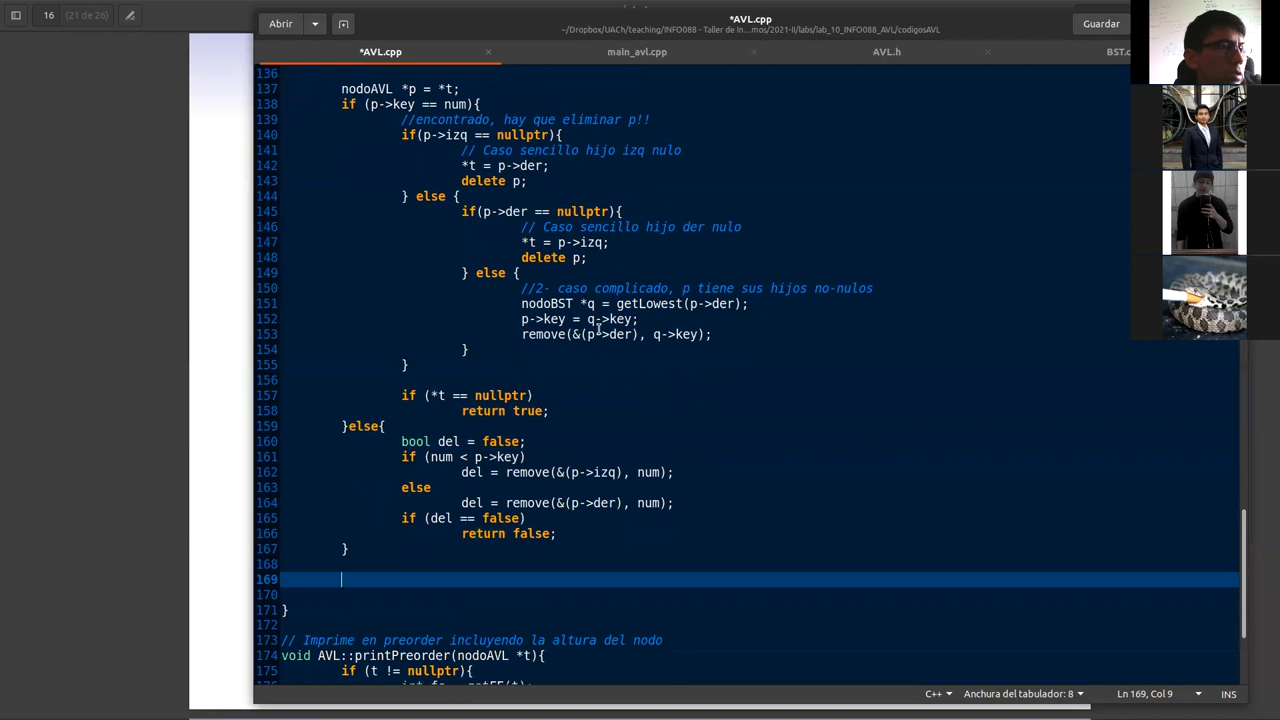 16 (21 de 26)
Abrir
*AVL.cpp
~/Dropbox/UACh/teaching/INFO088 - Taller de In...mos/2021-II/labs/lab_10_INFO088_AVL/codigosAVL
Guardar
*AVL.cpp × main_avl.cpp × AVL.h × BST.c
136
137 nodoAVL *p = *t;
138 if (p->key == num){
139 //encontrado, hay que eliminar p!!
140 if(p->izq == nullptr){
141 // Caso sencillo hijo izq nulo
142 *t = p->der;
143 delete p;
144 } else {
145 if(p->der == nullptr){
146 // Caso sencillo hijo der nulo
147 *t = p->izq;
148 delete p;
149 } else {
150 //2- caso complicado, p tiene sus hijos no-nulos
151 nodoBST *q = getLowest(p->der);
152 p->key = q->key;
153 remove(&(p->der), q->key);
154 }
155 }
156
157 if (*t == nullptr)
158 return true;
159 }else{
160 bool del = false;
161 if (num < p->key)
162 del = remove(&(p->izq), num);
163 else
164 del = remove(&(p->der), num);
165 if (del == false)
166 return false;
167 }
168
169
170
171 }
172
173 // Imprime en preorder incluyendo la altura del nodo
174 void AVL::printPreorder(nodoAVL *t){
175 if (t != nullptr){
C++ Anchura del tabulador: 8 Ln 169, Col 9 INS